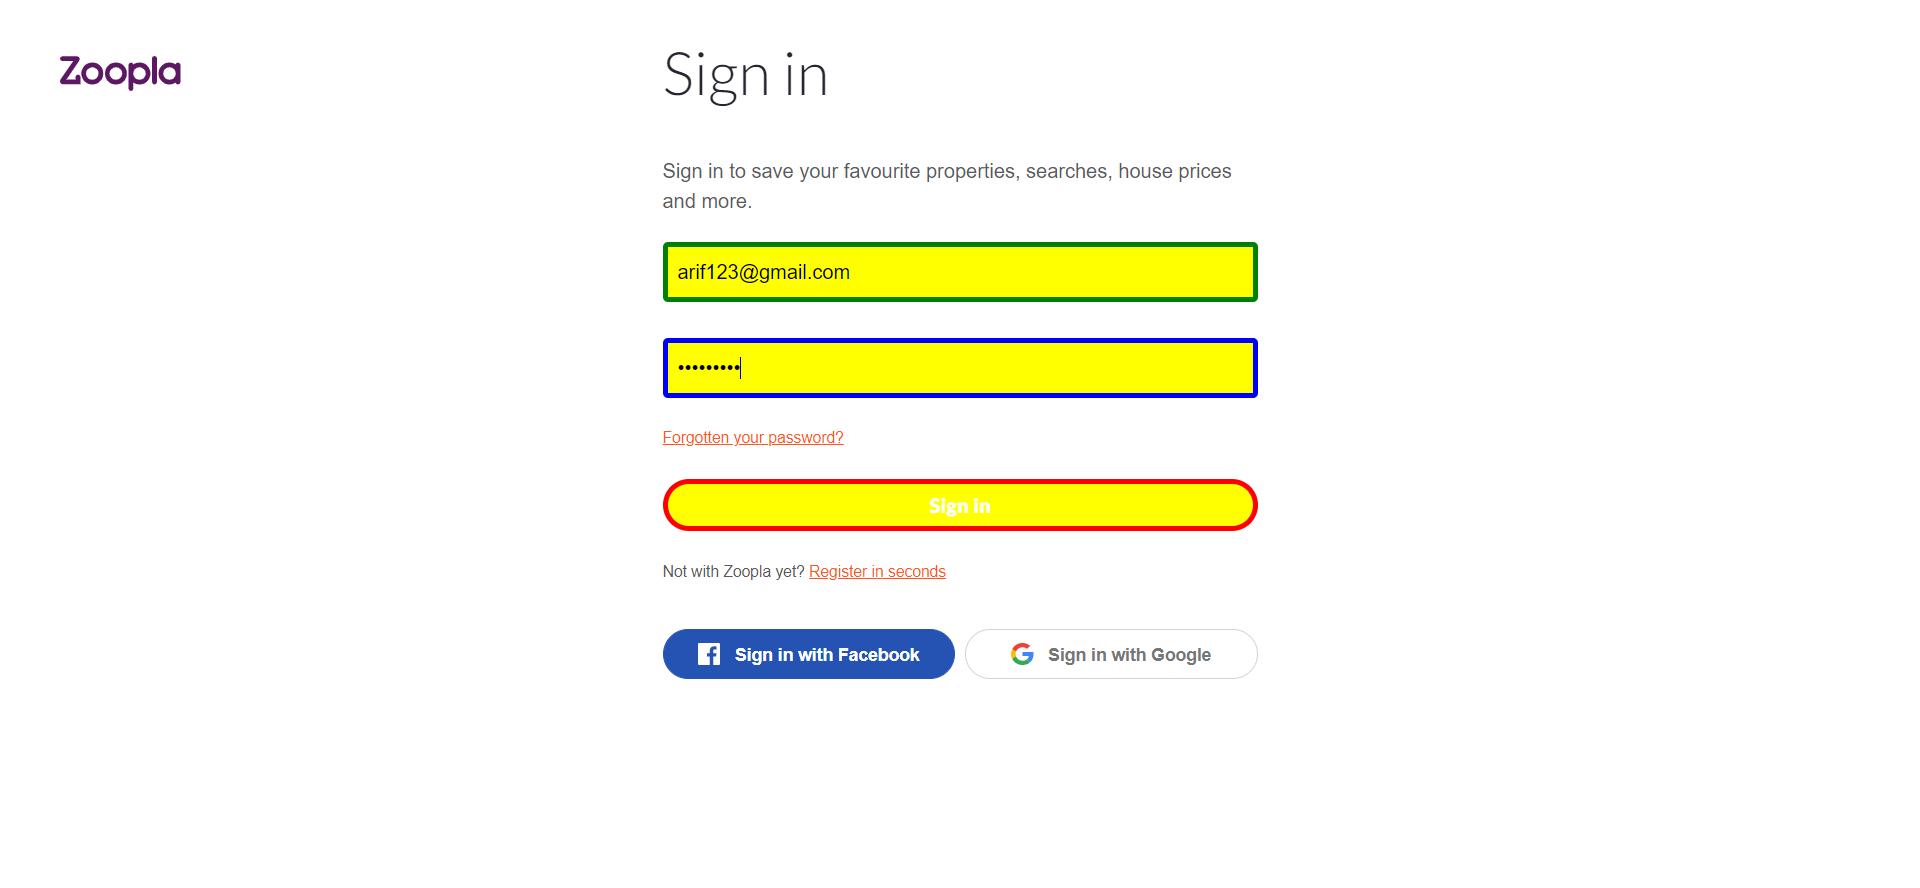 Zoopla
Sign in
Sign in to save your favourite properties, searches, house prices
and more.
arif123@gmail.com
•••••••••
Forgotten your password?
Sign in
Not with Zoopla yet? Register in seconds
Sign in with Facebook
Sign in with Google